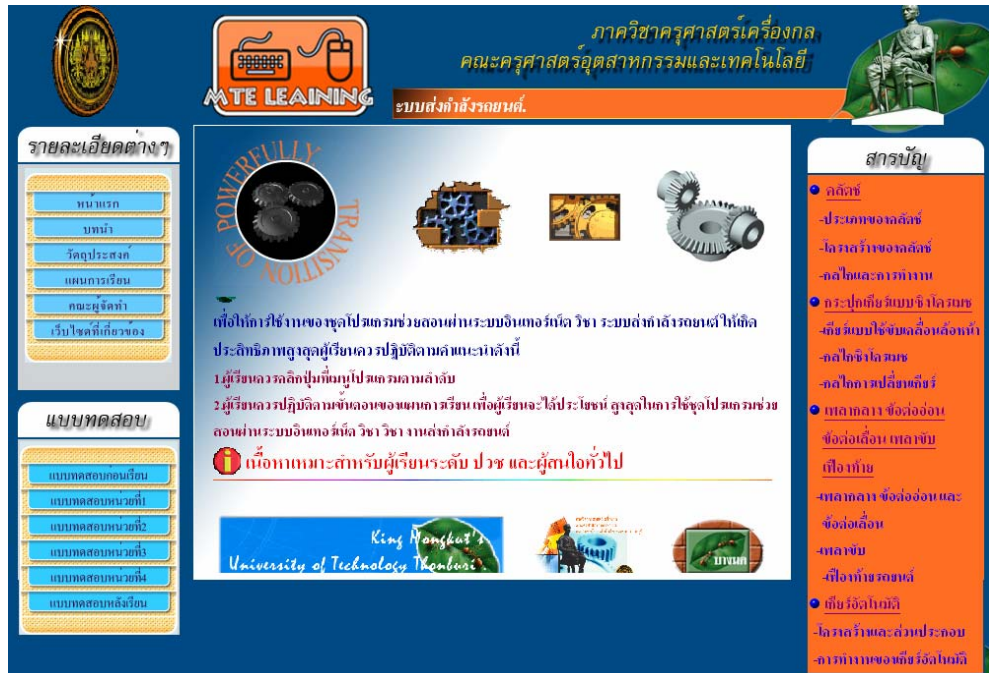 ภาควิชาครุศาสตร์เครื่องกล
คณะครุศาสตร์อุตสาหกรรมและเทคโนโลยี
MTE LEAINING
ระบบส่งกำลังรถยนต์.
รายละเอียดต่างๆ
หน้าแรก
บทนำ
วัตถุประสงค์
แผนการเรียน
คณะผู้จัดทำ
เว็บไซต์ที่เกี่ยวข้อง
แบบทดสอบ
แบบทดสอบก่อนเรียน
แบบทดสอบหน่วยที่1
แบบทดสอบหน่วยที่2
แบบทดสอบหน่วยที่3
แบบทดสอบหน่วยที่4
แบบทดสอบหลังเรียน
TRANSITION OF POWERFULLY
เพื่อให้การใช้งานของชุดโปรแกรมช่วยสอนผ่านระบบอินเทอร์เน็ต วิชา ระบบส่งกำลังรถยนต์ ให้เกิด
ประสิทธิภาพสูงสุดผู้เรียนควรปฏิบัติตามคำแนะนำดังนี้
1.ผู้เรียนควรคลิกปุ่มที่เมนูโปรแกรมตามลำดับ
2.ผู้เรียนควรปฏิบัติตามขั้นตอนของแผนการเรียน เพื่อผู้เรียนจะได้ประโยชน์ สูงสุดในการใช้ชุดโปรแกรมช่วย
สอนผ่านระบบอินเทอร์เน็ต วิชา วิชา งานส่งกำลังรถยนต์
เนื้อหาเหมาะสำหรับผู้เรียนระดับ ปวช และผู้สนใจทั่วไป
King Mongkut's
University of Technology Thonburi .
บางมด
สารบัญ
คลัตช์
-ประเภทของคลัตช์
-โครงสร้างของคลัตช์
-กลไกและการทำงาน
กระปุกเกียร์แบบซิงโครเมช
-เกียร์แบบใช้ขับเคลื่อนล้อหน้า
-กลไกซิงโครเมช
-กลไกการเปลี่ยนเกียร์
เพลากลาง ข้อต่ออ่อน
ข้อต่อเลื่อน เพลาขับ
เฟืองท้าย
-เพลากลาง ข้อต่ออ่อน และ
ข้อต่อเลื่อน
-เพลาขับ
-เฟืองท้ายรถยนต์
เกียร์อัตโนมัติ
-โครงสร้างและส่วนประกอบ
-การทำงานของเกียร์อัตโนมัติ